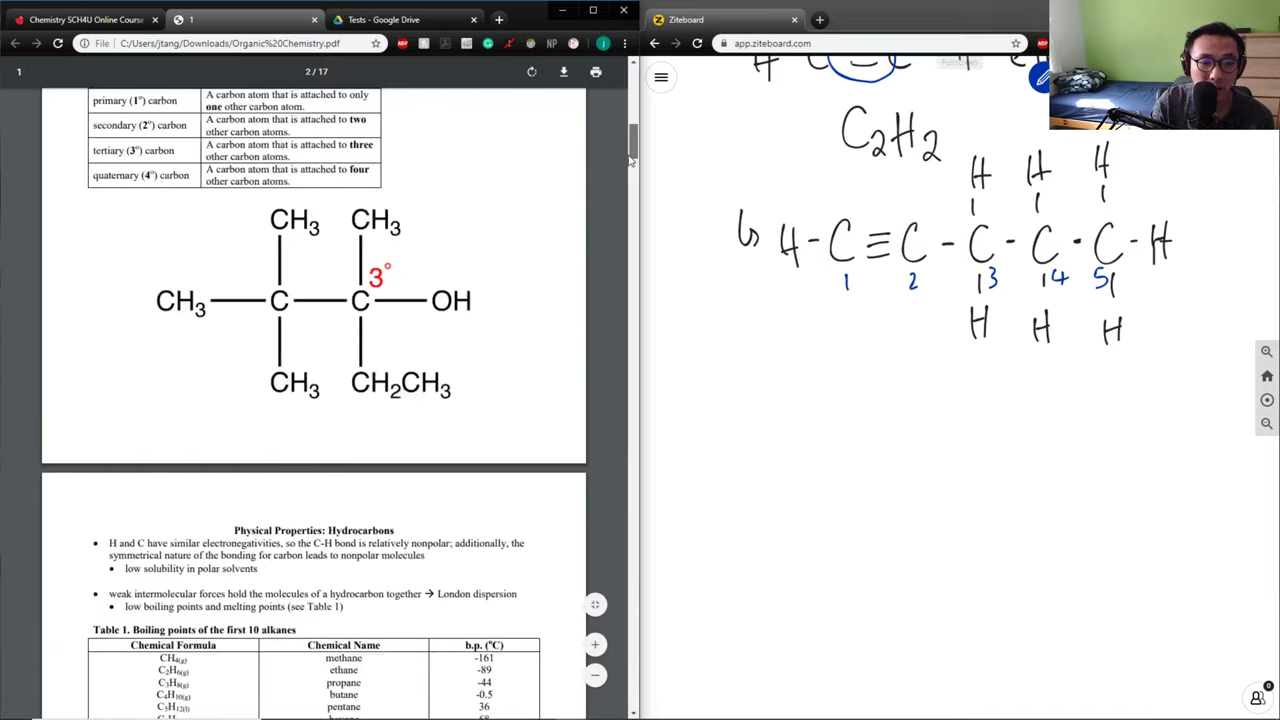 Chemistry SCH4U Online Course
1
Tests - Google Drive
File
C:/Users/jtang/Downloads/Organic%20Chemistry.pdf
1
2 / 17
primary (1°) carbon
A carbon atom that is attached to only
one other carbon atom.
secondary (2°) carbon
A carbon atom that is attached to two
other carbon atoms.
tertiary (3°) carbon
A carbon atom that is attached to three
other carbon atoms.
quaternary (4°) carbon
A carbon atom that is attached to four
other carbon atoms.
CH3 CH3
3°
CH3 C C OH
CH3 CH2CH3
Physical Properties: Hydrocarbons
• H and C have similar electronegativities, so the C-H bond is relatively nonpolar; additionally, the
symmetrical nature of the bonding for carbon leads to nonpolar molecules
• low solubility in polar solvents
• weak intermolecular forces hold the molecules of a hydrocarbon together → London dispersion
• low boiling points and melting points (see Table 1)
Table 1. Boiling points of the first 10 alkanes
Chemical Formula Chemical Name b.p. (°C)
CH4(g) methane -161
C2H6(g) ethane -89
C3H8(g) propane -44
C4H10(g) butane -0.5
C5H12(l) pentane 36
Ziteboard
app.ziteboard.com
C2H2
H H H
H - C ≡ C - C - C - C - H
1 2 3 4 5
H H H